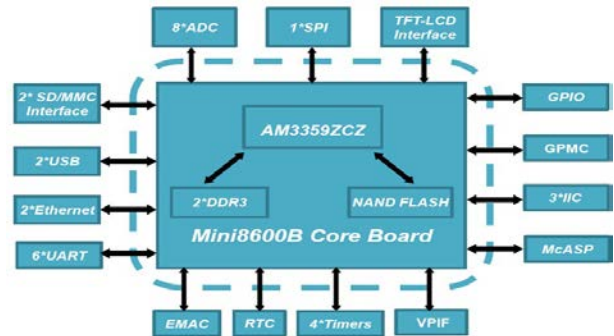 8*ADC
1*SPI
TFT-LCD
Interface
2* SD/MMC
Interface
2*USB
2*Ethernet
6*UART
AM3359ZCZ
2*DDR3
NAND FLASH
Mini8600B Core Board
GPIO
GPMC
3*IIC
McASP
EMAC
RTC
4*Timers
VPIF